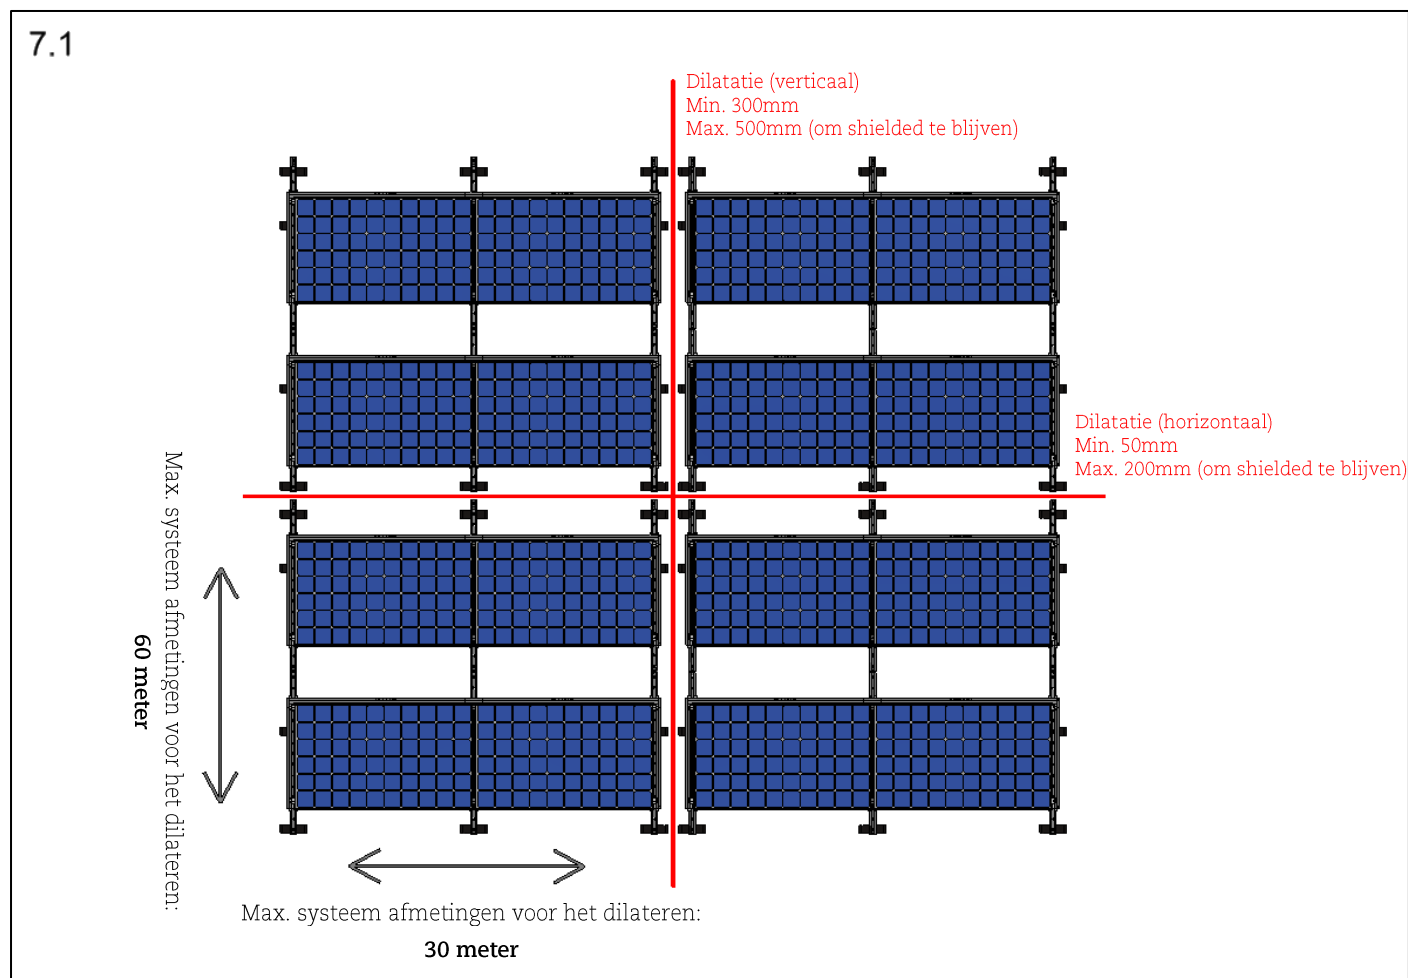 7.1
Dilatatie (verticaal)
Min. 300mm
Max. 500mm (om shielded te blijven)
Dilatatie (horizontaal)
Min. 50mm
Max. 200mm (om shielded te blijven)
Max. systeem afmetingen voor het dilateren:
60 meter
Max. systeem afmetingen voor het dilateren:
30 meter